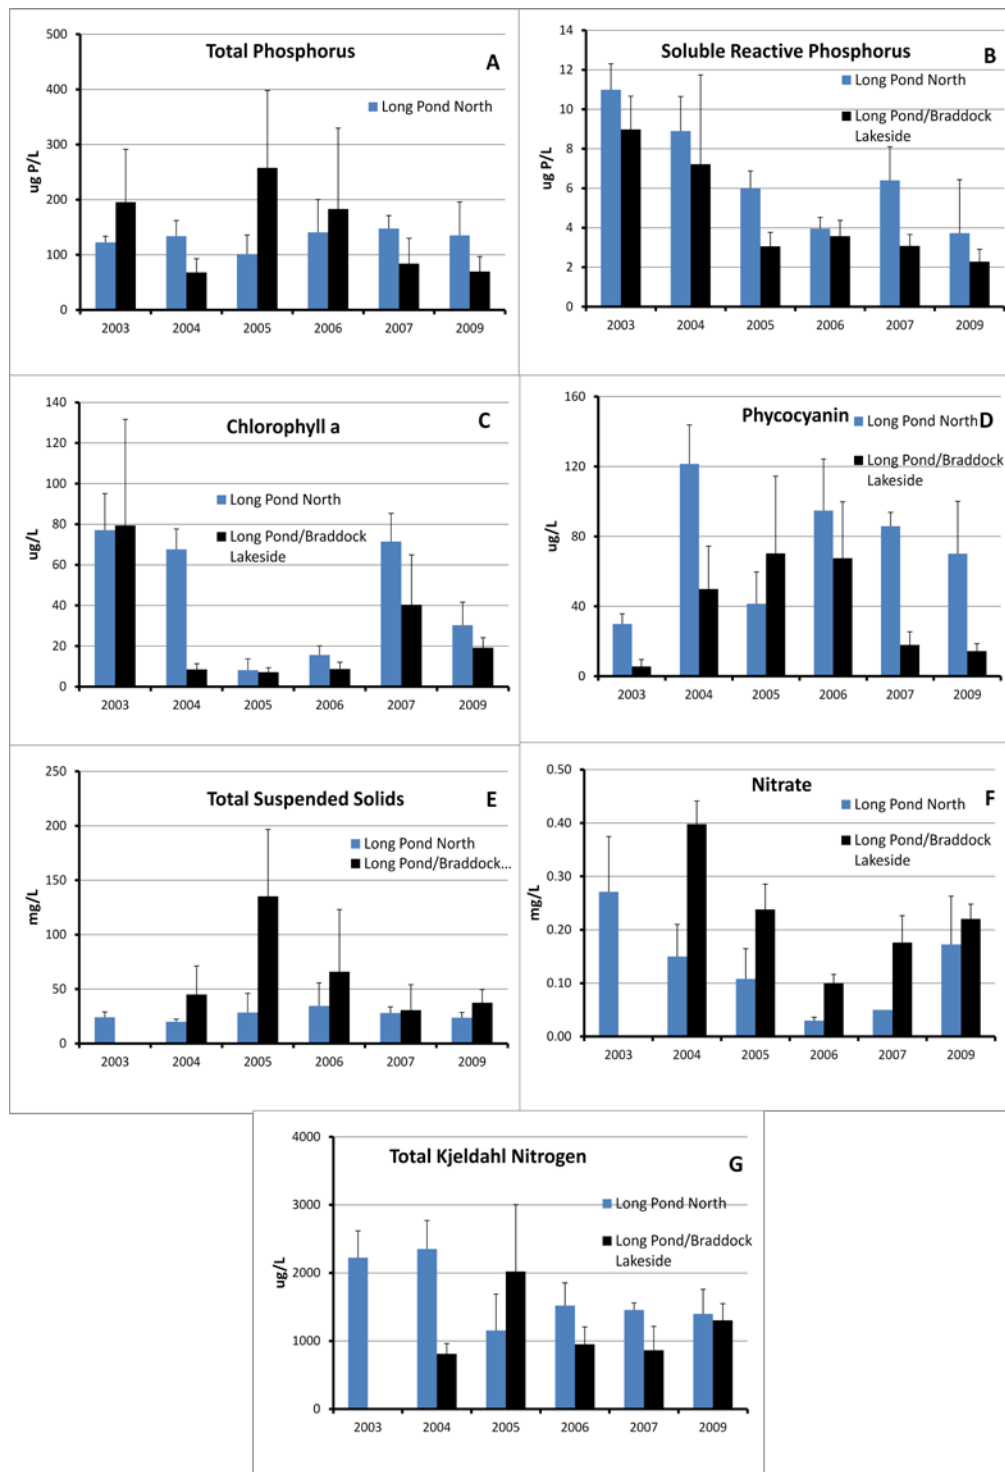 Total Phosphorus
A
ug P/L
500
400
300
200
100
0
Long Pond North
2003 2004 2005 2006 2007 2009
Soluble Reactive Phosphorus
B
ug P/L
14
12
10
8
6
4
2
0
Long Pond North
Long Pond/Braddock
Lakeside
2003 2004 2005 2006 2007 2009
Chlorophyll a
C
ug/L
140
120
100
80
60
40
20
0
Long Pond North
Long Pond/Braddock
Lakeside
2003 2004 2005 2006 2007 2009
Phycocyanin
D
ug/L
160
120
80
40
0
Long Pond North
Long Pond/Braddock
Lakeside
2003 2004 2005 2006 2007 2009
Total Suspended Solids
E
mg/L
250
200
150
100
50
0
Long Pond North
Long Pond/Braddock...
2003 2004 2005 2006 2007 2009
Nitrate
F
mg/L
0.50
0.40
0.30
0.20
0.10
0.00
Long Pond North
Long Pond/Braddock
Lakeside
2003 2004 2005 2006 2007 2009
Total Kjeldahl Nitrogen
G
ug/L
4000
3000
2000
1000
0
Long Pond North
Long Pond/Braddock
Lakeside
2003 2004 2005 2006 2007 2009